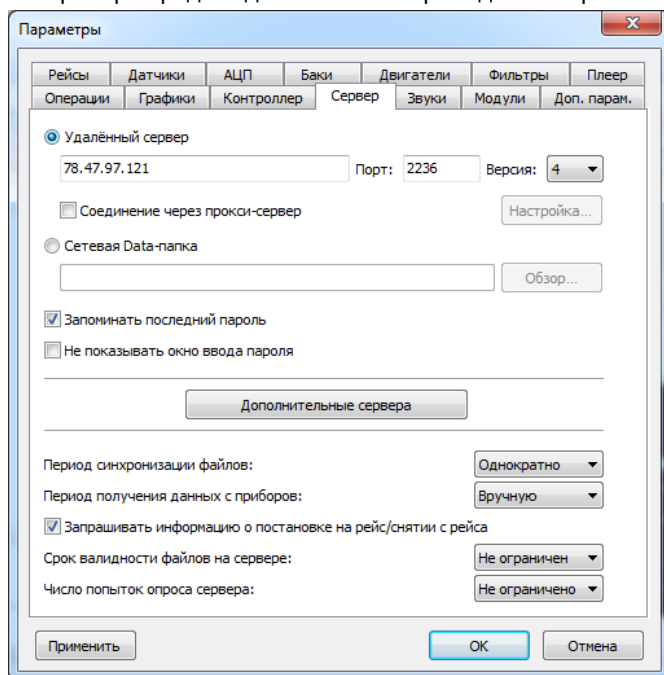 Параметры
Рейсы Датчики АЦП Баки Двигатели Фильтры Плеер
Операции Графики Контроллер Сервер Звуки Модули Доп. парам.
Удалённый сервер
78.47.97.121 Порт: 2236 Версия: 4
Соединение через прокси-сервер Настройка...
Сетевая Data-папка
Обзор...
Запоминать последний пароль
Не показывать окно ввода пароля
Дополнительные сервера
Период синхронизации файлов: Однократно
Период получения данных с приборов: Вручную
Запрашивать информацию о постановке на рейс/снятии с рейса
Срок валидности файлов на сервере: Не ограничен
Число попыток опроса сервера: Не ограничено
Применить OK Отмена